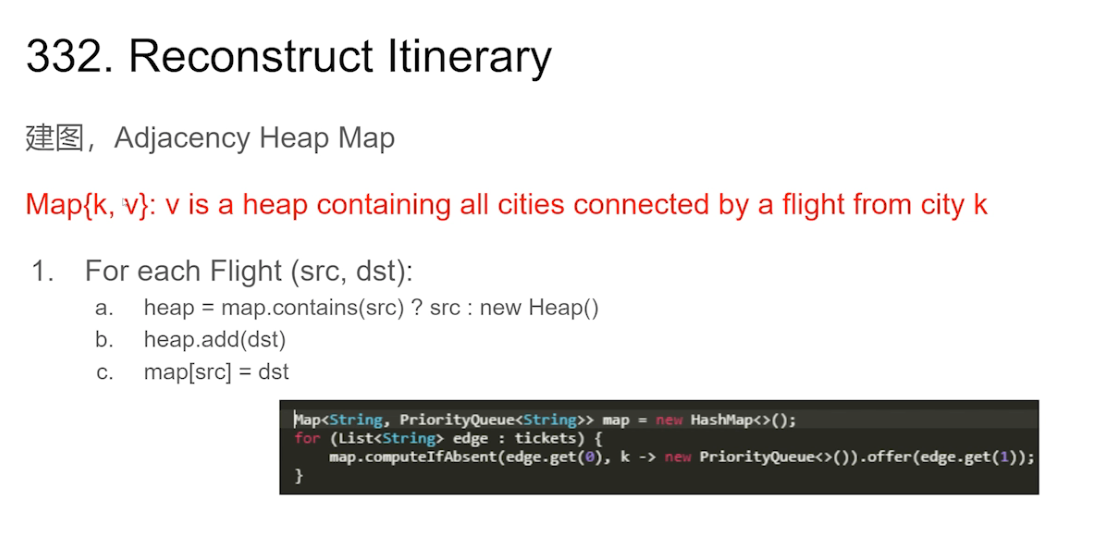 332. Reconstruct Itinerary
建图，Adjacency Heap Map
Map{k, v}: v is a heap containing all cities connected by a flight from city k
1. For each Flight (src, dst):
a. heap = map.contains(src) ? src : new Heap()
b. heap.add(dst)
c. map[src] = dst
Map<String, PriorityQueue<String>> map = new HashMap<>();
for (List<String> edge : tickets) {
map.computeIfAbsent(edge.get(0), k -> new PriorityQueue<>()).offer(edge.get(1));
}